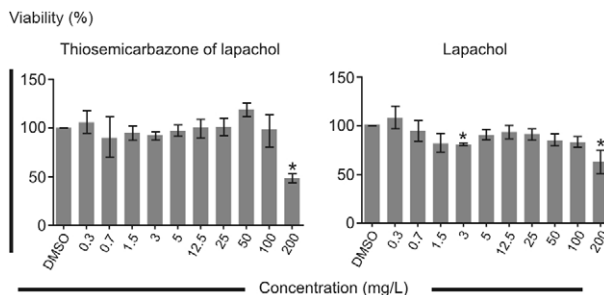 Viability (%)
Thiosemicarbazone of lapachol
150
100
50
0
*
DMSO 0.3 0.7 1.5 3 5 12.5 25 50 100 200
Lapachol
150
100
50
0
* *
DMSO 0.3 0.7 1.5 3 5 12.5 25 50 100 200
Concentration (mg/L)